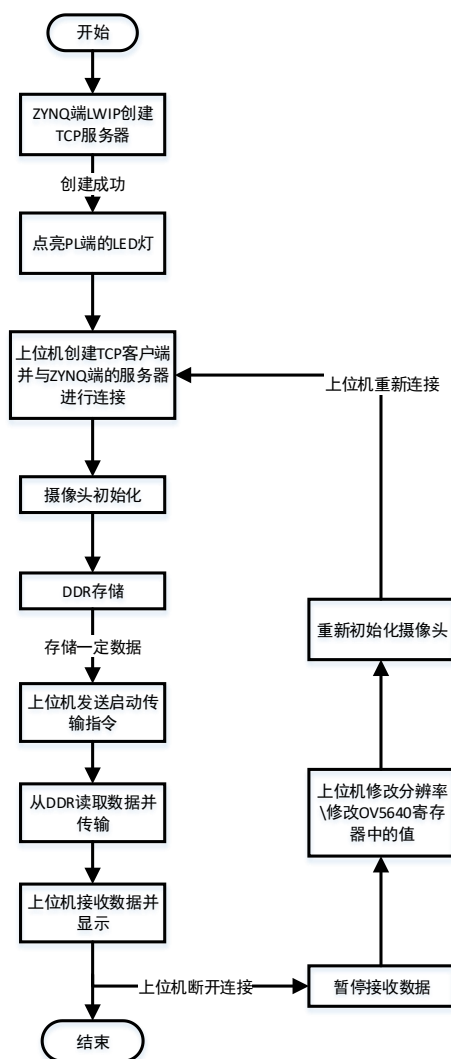 开始
ZYNQ端LWIP创建
TCP服务器
创建成功
点亮PL端的LED灯
上位机创建TCP客户端
并与ZYNQ端的服务器
进行连接
上位机重新连接
摄像头初始化
DDR存储
重新初始化摄像头
存储一定数据
上位机发送启动传
输指令
从DDR读取数据并
传输
上位机修改分辨率
\修改OV5640寄存
器中的值
上位机接收数据并
显示
上位机断开连接
暂停接收数据
结束